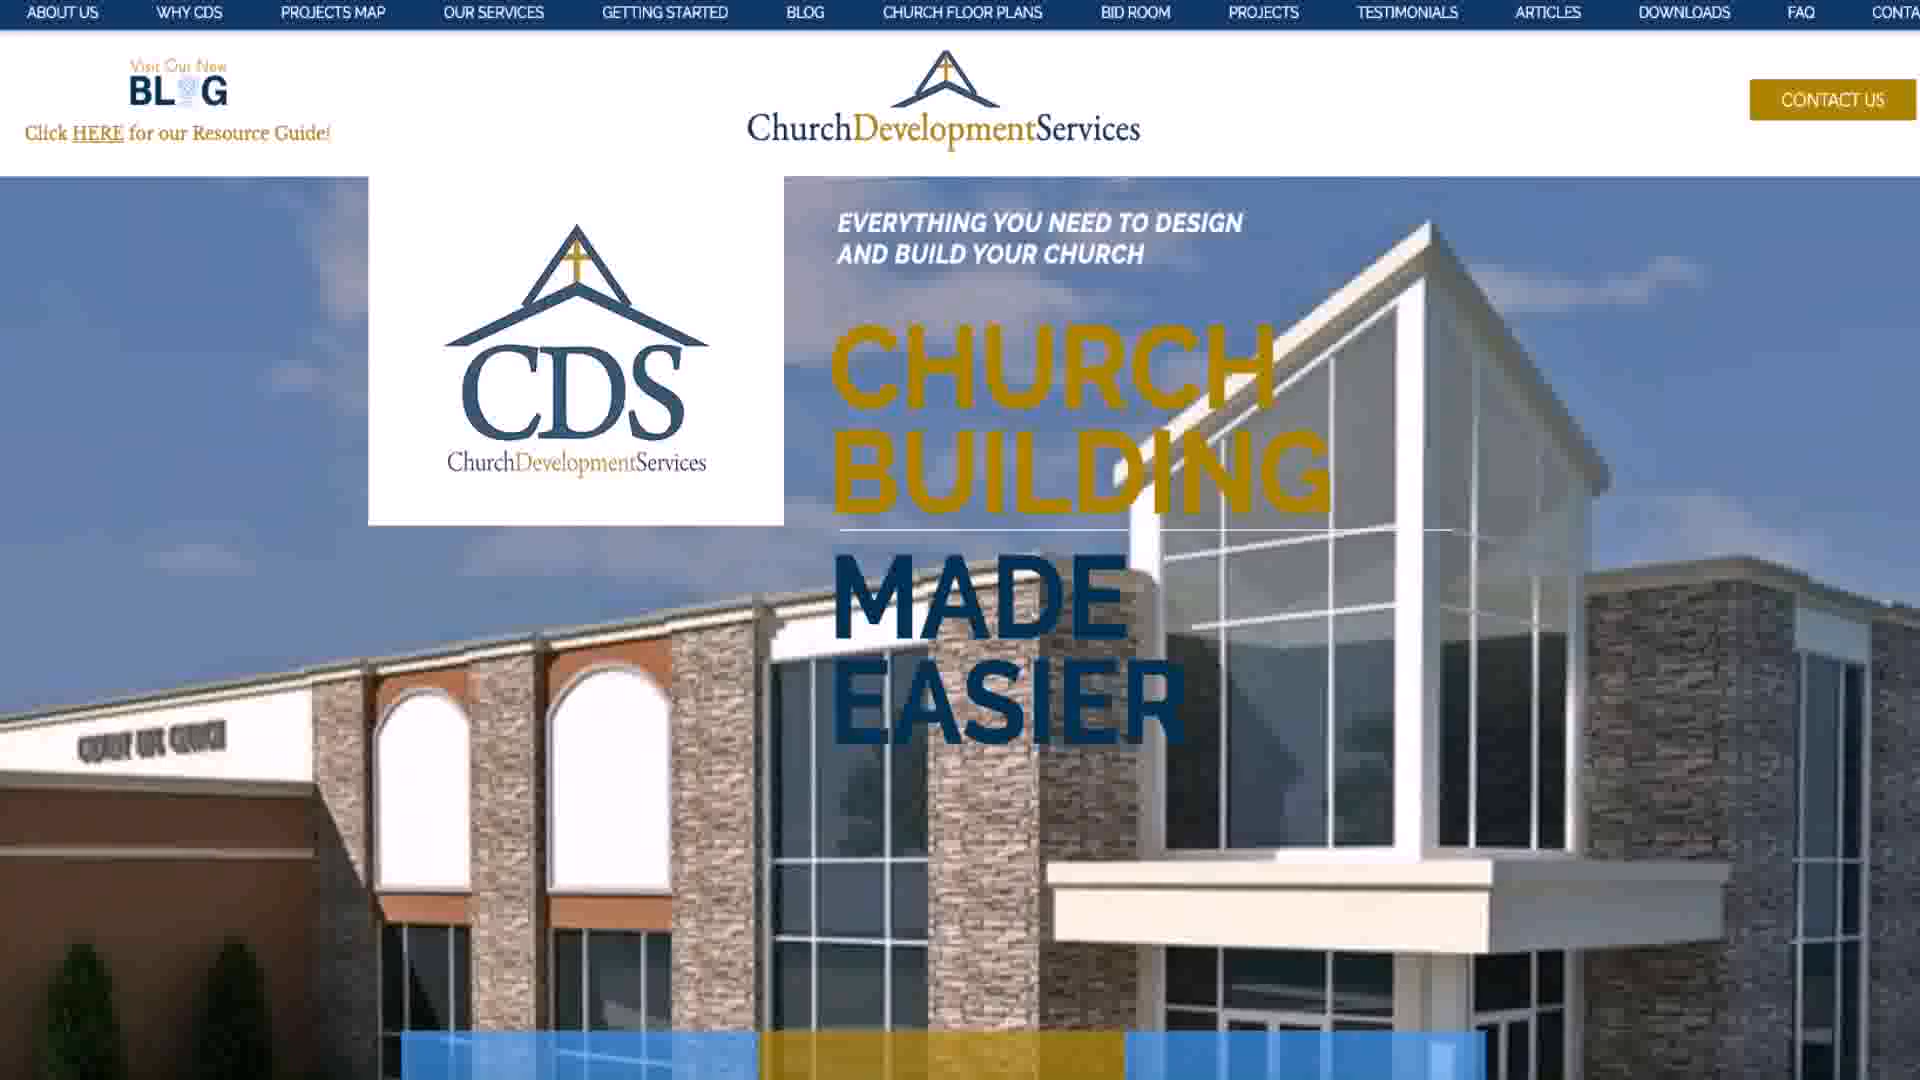 ABOUT US WHY CDS PROJECTS MAP OUR SERVICES GETTING STARTED BLOG CHURCH FLOOR PLANS BID ROOM PROJECTS TESTIMONIALS ARTICLES DOWNLOADS FAQ CONTA
Visit Our New
BLOG
Click HERE for our Resource Guide!
ChurchDevelopmentServices
CONTACT US
CDS
ChurchDevelopmentServices
EVERYTHING YOU NEED TO DESIGN
AND BUILD YOUR CHURCH
CHURCH
BUILDING
MADE
EASIER